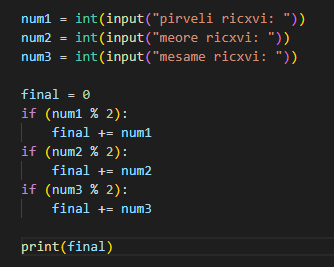 num1 = int(input("pirveli ricxvi: "))
num2 = int(input("meore ricxvi: "))
num3 = int(input("mesame ricxvi: "))
final = 0
if (num1 % 2):
    final += num1
if (num2 % 2):
    final += num2
if (num3 % 2):
    final += num3
print(final)